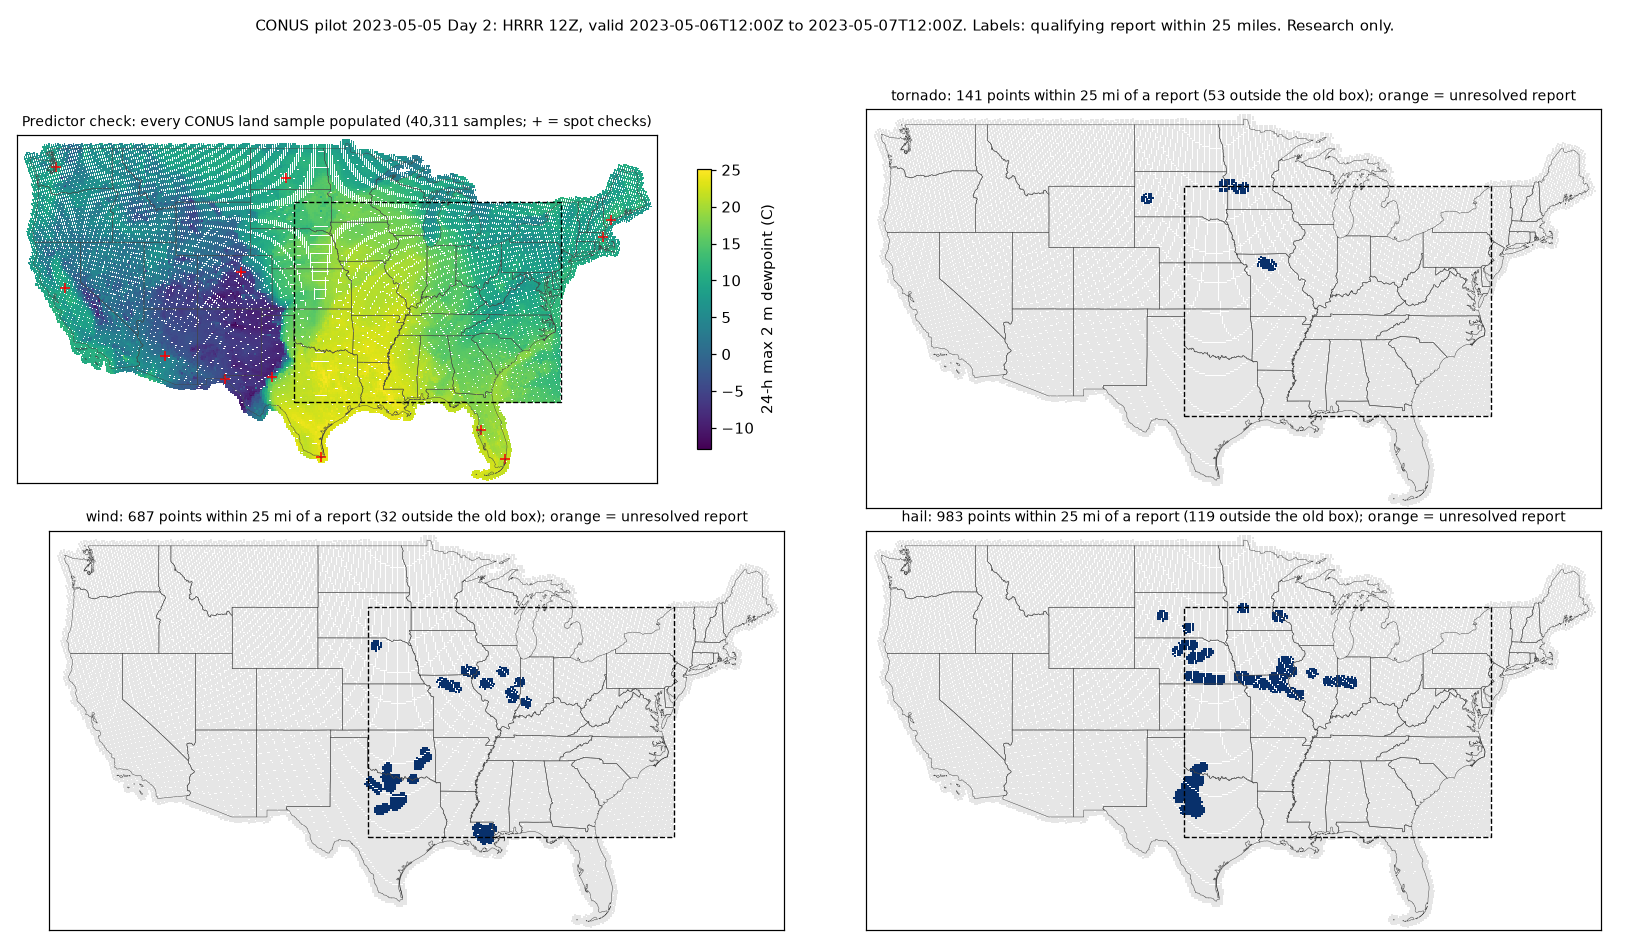 CONUS pilot 2023-05-05 Day 2: HRRR 12Z, valid 2023-05-06T12:00Z to 2023-05-07T12:00Z. Labels: qualifying report within 25 miles. Research only.
Predictor check: every CONUS land sample populated (40,311 samples; + = spot checks)
25
20
15
10
5
0
−5
−10
24-h max 2 m dewpoint (C)
tornado: 141 points within 25 mi of a report (53 outside the old box); orange = unresolved report
wind: 687 points within 25 mi of a report (32 outside the old box); orange = unresolved report
hail: 983 points within 25 mi of a report (119 outside the old box); orange = unresolved report